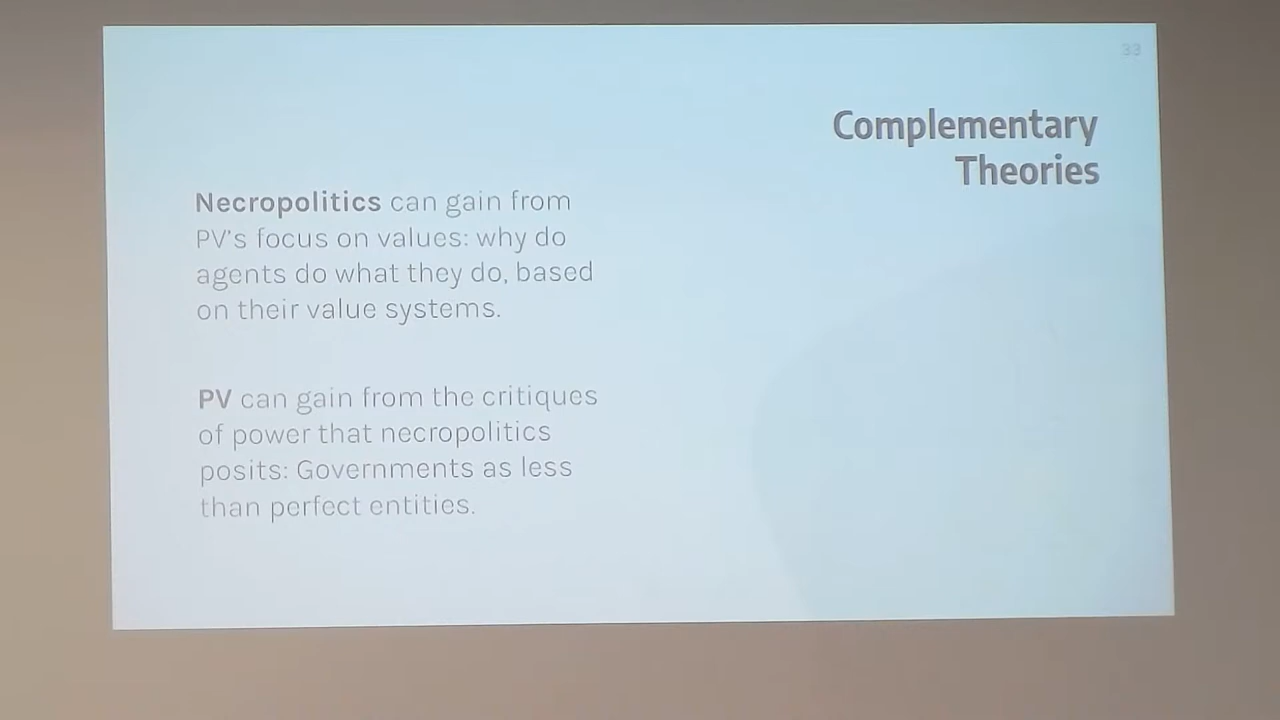 33
Complementary
Theories
Necropolitics can gain from
PV's focus on values: why do
agents do what they do, based
on their value systems.
PV can gain from the critiques
of power that necropolitics
posits: Governments as less
than perfect entities.